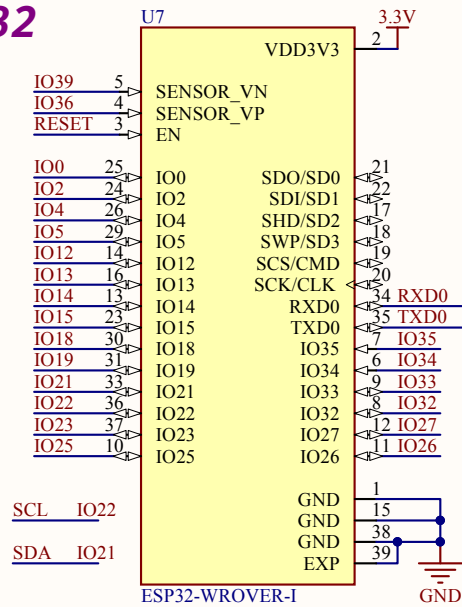 32
U7
3.3V
VDD3V3 2
IO39 5 SENSOR_VN
IO36 4 SENSOR_VP
RESET 3 EN
IO0 25 IO0 SDO/SD0 21
IO2 24 IO2 SDI/SD1 22
IO4 26 IO4 SHD/SD2 17
IO5 29 IO5 SWP/SD3 18
IO12 14 IO12 SCS/CMD 19
IO13 16 IO13 SCK/CLK 20
IO14 13 IO14 RXD0 34 RXD0
IO15 23 IO15 TXD0 35 TXD0
IO18 30 IO18 IO35 7 IO35
IO19 31 IO19 IO34 6 IO34
IO21 33 IO21 IO33 9 IO33
IO22 36 IO22 IO32 8 IO32
IO23 37 IO23 IO27 12 IO27
IO25 10 IO25 IO26 11 IO26
GND 1
SCL IO22 GND 15
GND 38
SDA IO21 EXP 39
ESP32-WROVER-I GND